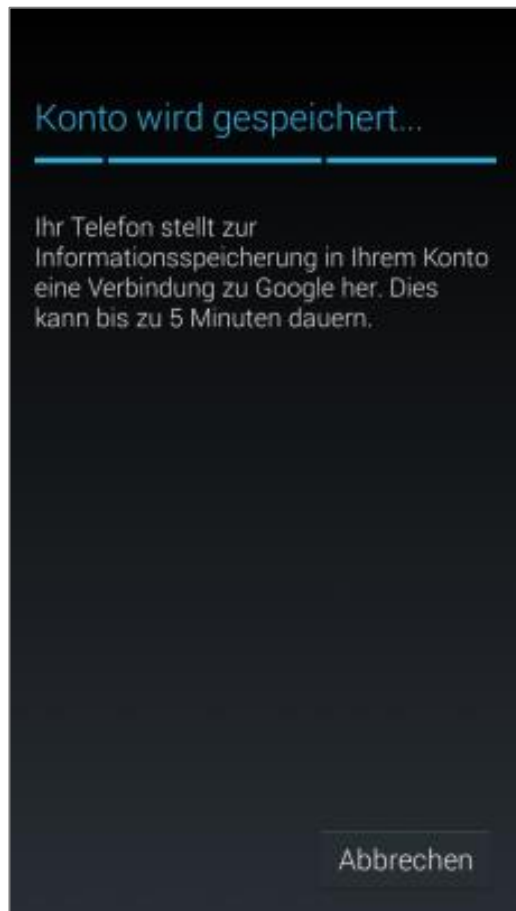 Konto wird gespeichert...
Ihr Telefon stellt zur
Informationsspeicherung in Ihrem Konto
eine Verbindung zu Google her. Dies
kann bis zu 5 Minuten dauern.
Abbrechen